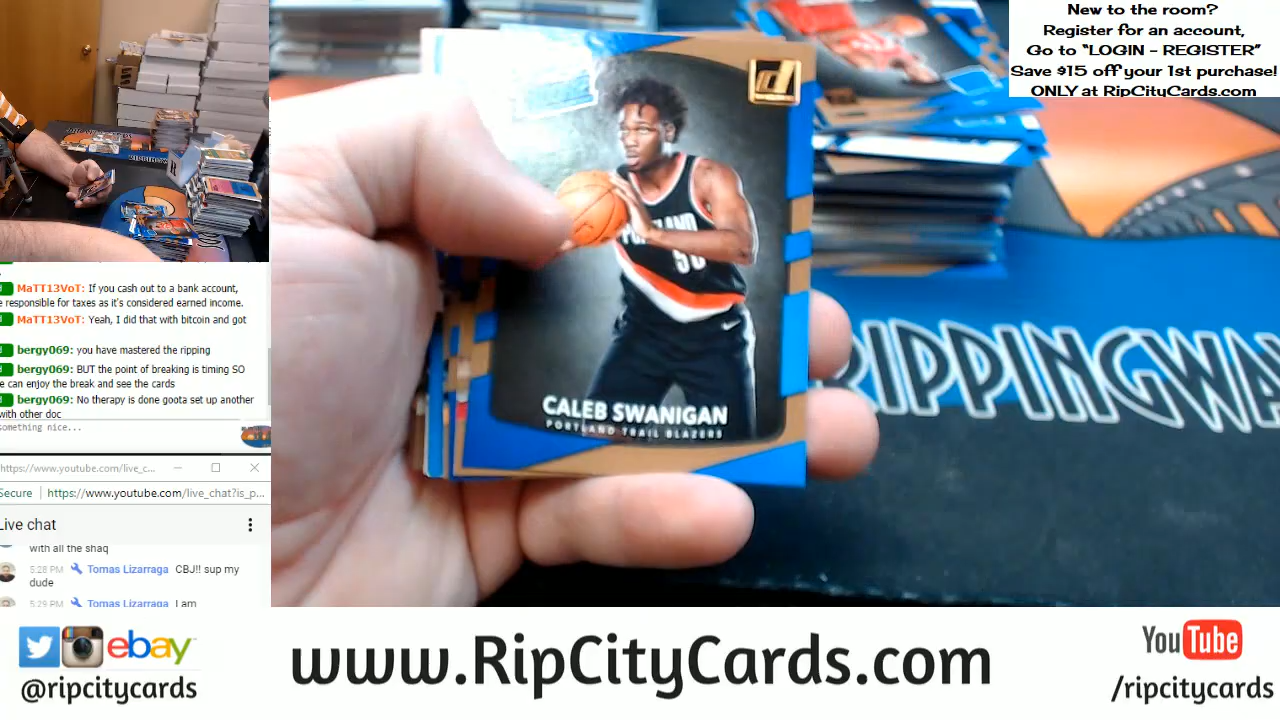 New to the room?
Register for an account,
Go to “LOGIN - REGISTER”
Save $15 off your 1st purchase!
ONLY at RipCityCards.com
d
PORTLAND
50
CALEB SWANIGAN
PORTLAND TRAIL BLAZERS
RIPPINGWA
MaTT13VoT: If you cash out to a bank account,
e responsible for taxes as it's considered earned income.
MaTT13VoT: Yeah, I did that with bitcoin and got
bergy069: you have mastered the ripping
bergy069: BUT the point of breaking is timing SO
e can enjoy the break and see the cards
bergy069: No therapy is done goota set up another
with other doc
something nice...
https://www.youtube.com/live_c...
Secure https://www.youtube.com/live_chat?is_p...
Live chat
with all the shaq
5:28 PM Tomas Lizarraga CBJ!! sup my
dude
5:29 PM Tomas Lizarraga I am
ebay
@ripcitycards
www.RipCityCards.com
YouTube
/ripcitycards